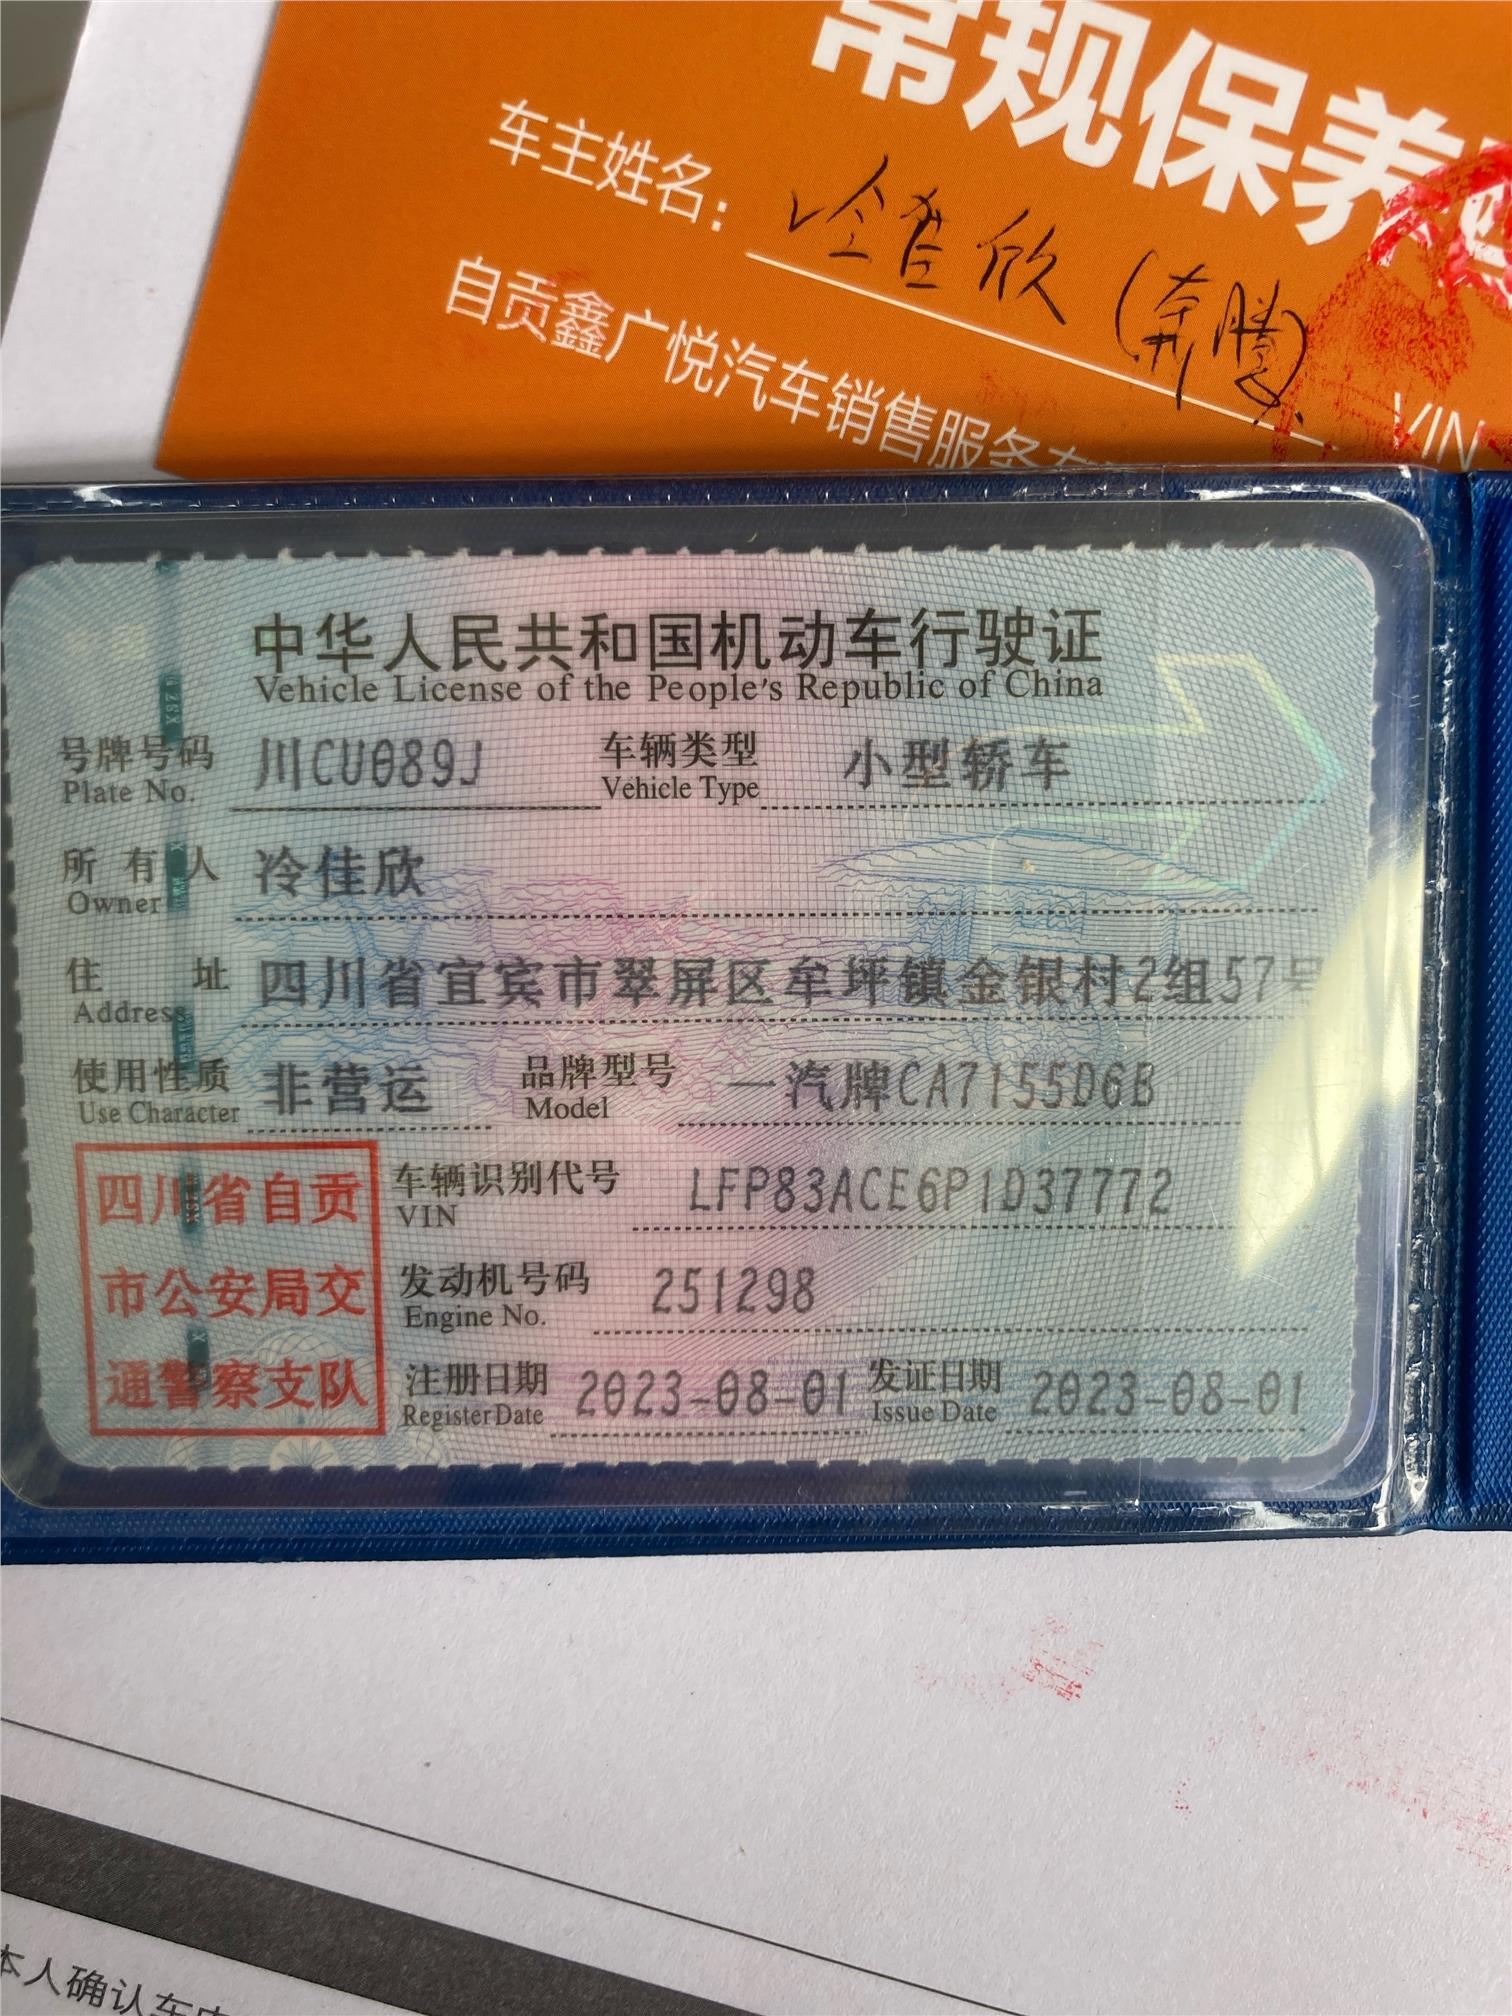 常规保养
车主姓名：冷佳欣（奔腾）
自贡鑫广悦汽车销售服务有
VIN
中华人民共和国机动车行驶证
Vehicle License of the People's Republic of China
号牌号码 川CU089J 车辆类型 小型轿车
Plate No. Vehicle Type
所有人 冷佳欣
Owner
住址 四川省宜宾市翠屏区牟坪镇金银村2组57号
Address
使用性质 非营运 品牌型号 一汽牌CA7155D6B
Use Character Model
四川省自贡
市公安局交
通警察支队
车辆识别代号 LFP83ACE6P1D37772
VIN
发动机号码 251298
Engine No.
注册日期 2023-08-01 发证日期 2023-08-01
Register Date Issue Date
本人确认车